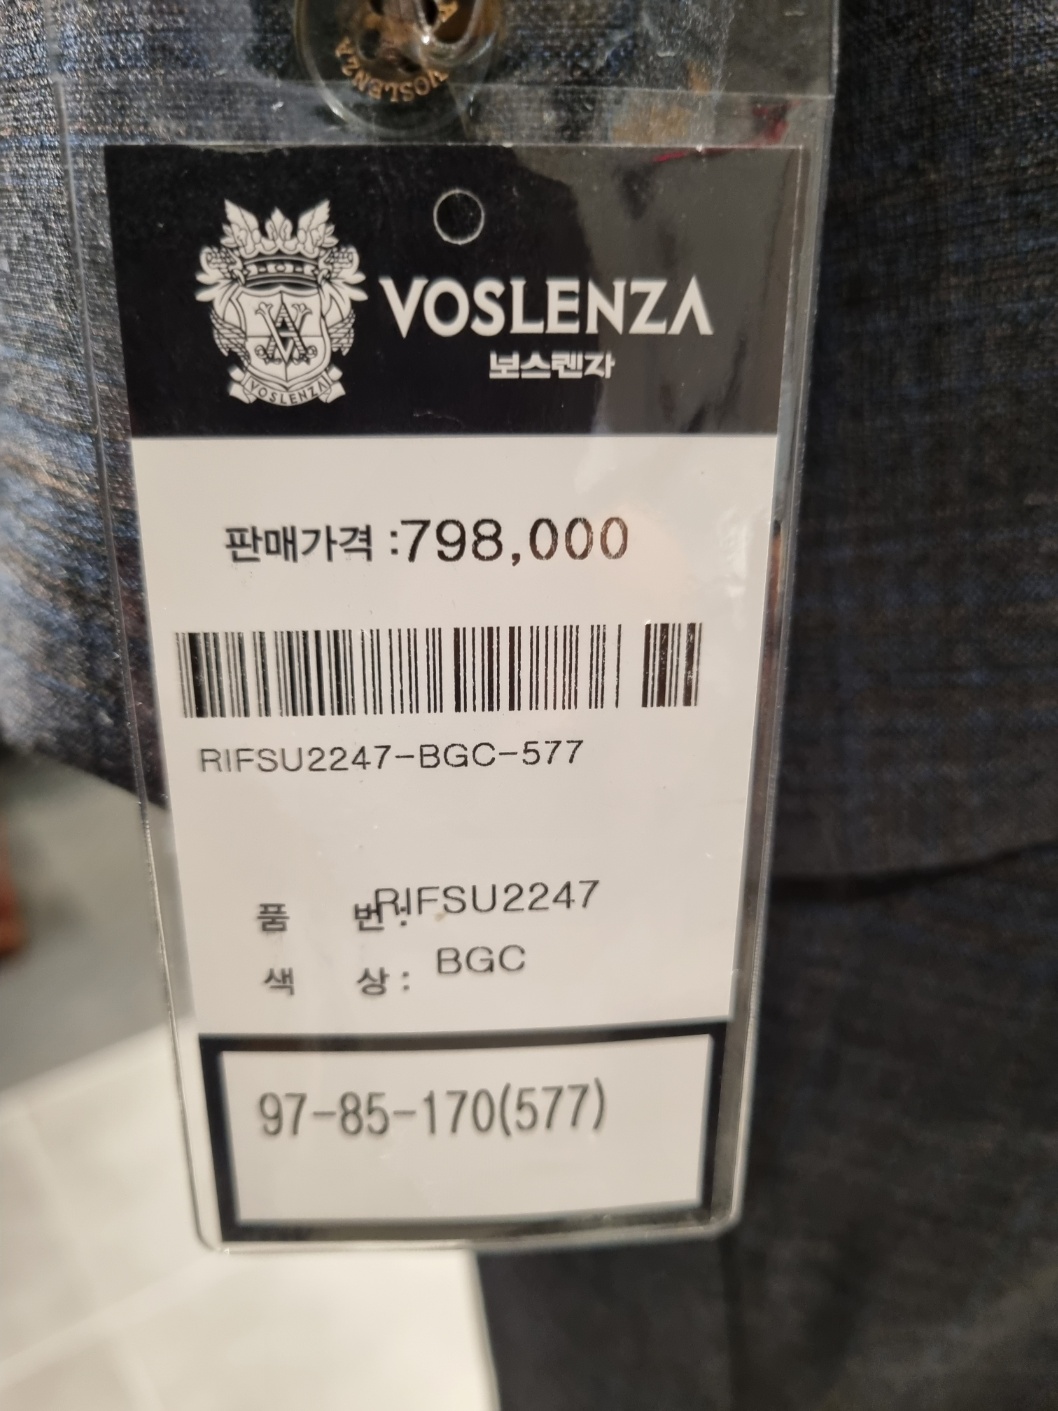 VOSLENZA
VOSLENZA
VOSLENZA
보스렌자
판매가격 :798,000
RIFSU2247-BGC-577
품 번: RIFSU2247
색 상: BGC
97-85-170(577)